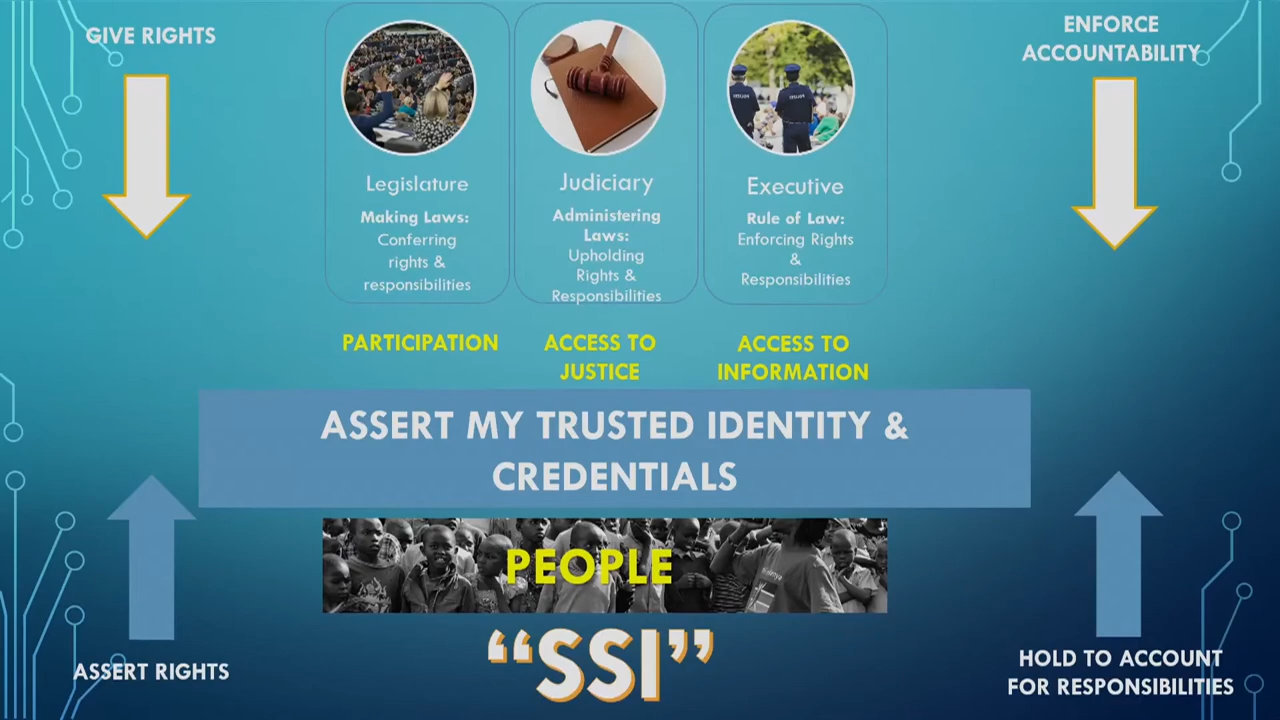 GIVE RIGHTS
ENFORCE
ACCOUNTABILITY
Legislature
Making Laws:
Conferring
rights &
responsibilities
Judiciary
Administering
Laws:
Upholding
Rights &
Responsibilities
Executive
Rule of Law:
Enforcing Rights
&
Responsibilities
PARTICIPATION
ACCESS TO
JUSTICE
ACCESS TO
INFORMATION
ASSERT MY TRUSTED IDENTITY &
CREDENTIALS
PEOPLE
“SSI”
ASSERT RIGHTS
HOLD TO ACCOUNT
FOR RESPONSIBILITIES